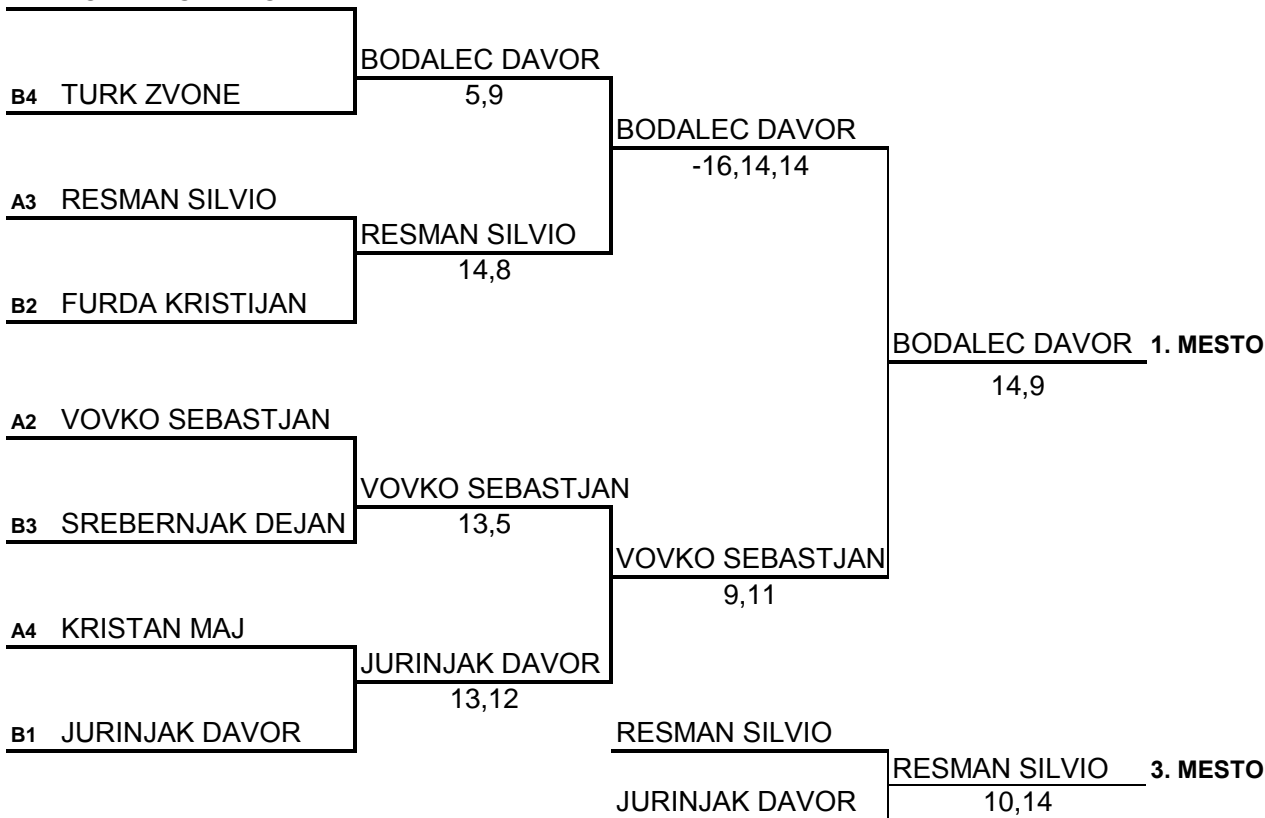 BODALEC DAVOR
B4 TURK ZVONE
5,9
BODALEC DAVOR
-16,14,14
A3 RESMAN SILVIO
RESMAN SILVIO
14,8
B2 FURDA KRISTIJAN
BODALEC DAVOR 1. MESTO
14,9
A2 VOVKO SEBASTJAN
VOVKO SEBASTJAN
B3 SREBERNJAK DEJAN
13,5
VOVKO SEBASTJAN
9,11
A4 KRISTAN MAJ
JURINJAK DAVOR
13,12
B1 JURINJAK DAVOR
RESMAN SILVIO
RESMAN SILVIO 3. MESTO
JURINJAK DAVOR
10,14